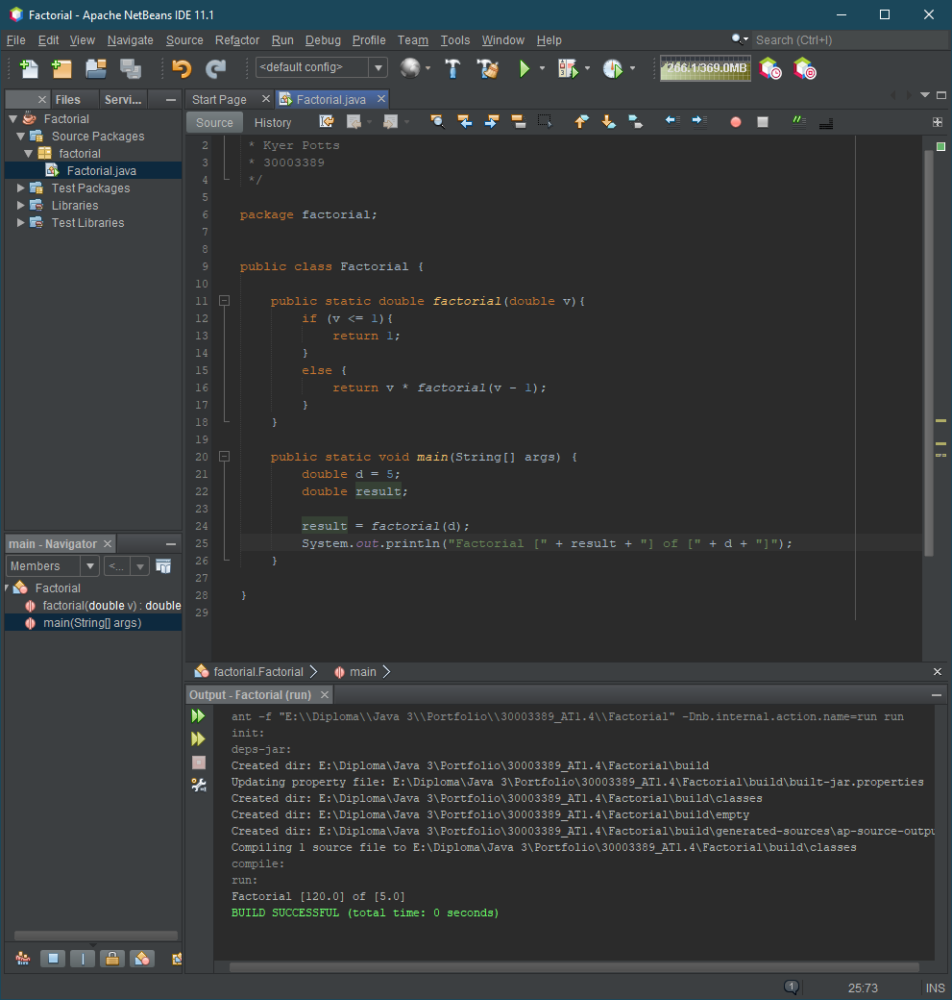 Factorial - Apache NetBeans IDE 11.1
File Edit View Navigate Source Refactor Run Debug Profile Team Tools Window Help
Search (Ctrl+I)
<default config>
266.1/369.0MB
Files Servi...
Start Page Factorial.java
Source History
Factorial
Source Packages
factorial
Factorial.java
Test Packages
Libraries
Test Libraries
2 * Kyer Potts
3 * 30003389
4 */
5
6 package factorial;
7
8
9 public class Factorial {
10
11 public static double factorial(double v){
12 if (v <= 1){
13 return 1;
14 }
15 else {
16 return v * factorial(v - 1);
17 }
18 }
19
20 public static void main(String[] args) {
21 double d = 5;
22 double result;
23
24 result = factorial(d);
25 System.out.println("Factorial [" + result + "] of [" + d + "]");
26 }
27
28 }
29
main - Navigator
Members <...
Factorial
factorial(double v) : double
main(String[] args)
factorial.Factorial main
Output - Factorial (run)
ant -f "E:\\Diploma\\Java 3\\Portfolio\\30003389_AT1.4\\Factorial" -Dnb.internal.action.name=run run
init:
deps-jar:
Created dir: E:\Diploma\Java 3\Portfolio\30003389_AT1.4\Factorial\build
Updating property file: E:\Diploma\Java 3\Portfolio\30003389_AT1.4\Factorial\build\built-jar.properties
Created dir: E:\Diploma\Java 3\Portfolio\30003389_AT1.4\Factorial\build\classes
Created dir: E:\Diploma\Java 3\Portfolio\30003389_AT1.4\Factorial\build\empty
Created dir: E:\Diploma\Java 3\Portfolio\30003389_AT1.4\Factorial\build\generated-sources\ap-source-outpu
Compiling 1 source file to E:\Diploma\Java 3\Portfolio\30003389_AT1.4\Factorial\build\classes
compile:
run:
Factorial [120.0] of [5.0]
BUILD SUCCESSFUL (total time: 0 seconds)
1
25:73 INS